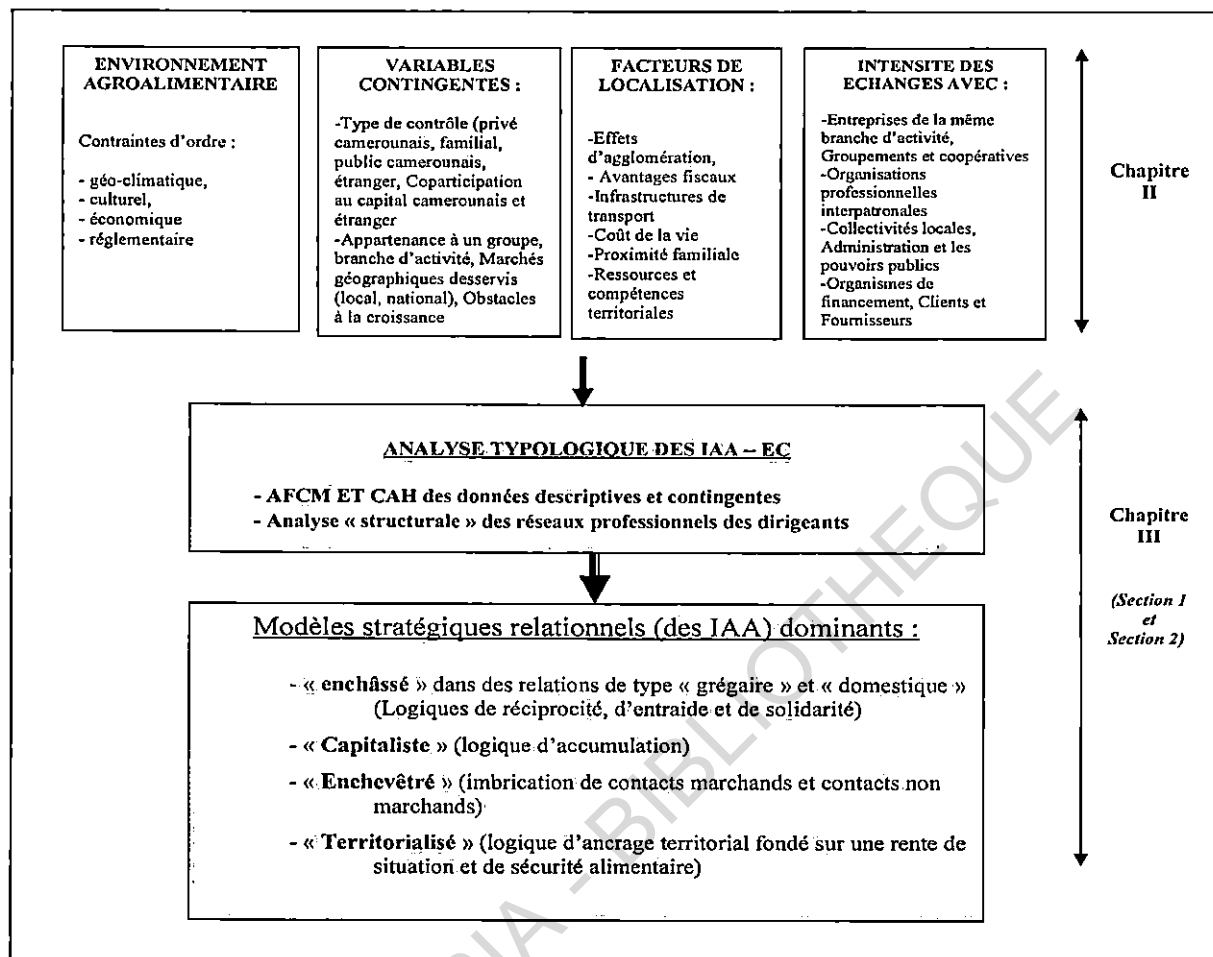 ENVIRONNEMENT
AGROALIMENTAIRE
Contraintes d'ordre :
- géo-climatique,
- culturel,
- économique
- réglementaire
VARIABLES
CONTINGENTES :
-Type de contrôle (privé
camerounais, familial,
public camerounais,
étranger, Coparticipation
au capital camerounais et
étranger
-Appartenance à un groupe,
branche d'activité, Marchés
géographiques desservis
(local, national), Obstacles
à la croissance
FACTEURS DE
LOCALISATION :
-Effets
d'agglomération,
- Avantages fiscaux
-Infrastructures de
transport
-Coût de la vie
-Proximité familiale
-Ressources et
compétences
territoriales
INTENSITE DES
ECHANGES AVEC :
-Entreprises de la même
branche d'activité,
Groupements et coopératives
-Organisations
professionnelles
interpatronales
-Collectivités locales,
Administration et les
pouvoirs publics
-Organismes de
financement, Clients et
Fournisseurs
Chapitre
II
ANALYSE TYPOLOGIQUE DES IAA – EC
- AFCM ET CAH des données descriptives et contingentes
- Analyse « structurale » des réseaux professionnels des dirigeants
Chapitre
III
(Section 1
et
Section 2)
Modèles stratégiques relationnels (des IAA) dominants :
- « enchâssé » dans des relations de type « grégaire » et « domestique »
(Logiques de réciprocité, d'entraide et de solidarité)
- « Capitaliste » (logique d'accumulation)
- « Enchevêtré » (imbrication de contacts marchands et contacts non
marchands)
- « Territorialisé » (logique d'ancrage territorial fondé sur une rente de
situation et de sécurité alimentaire)
- BIBLIOTHEQUE